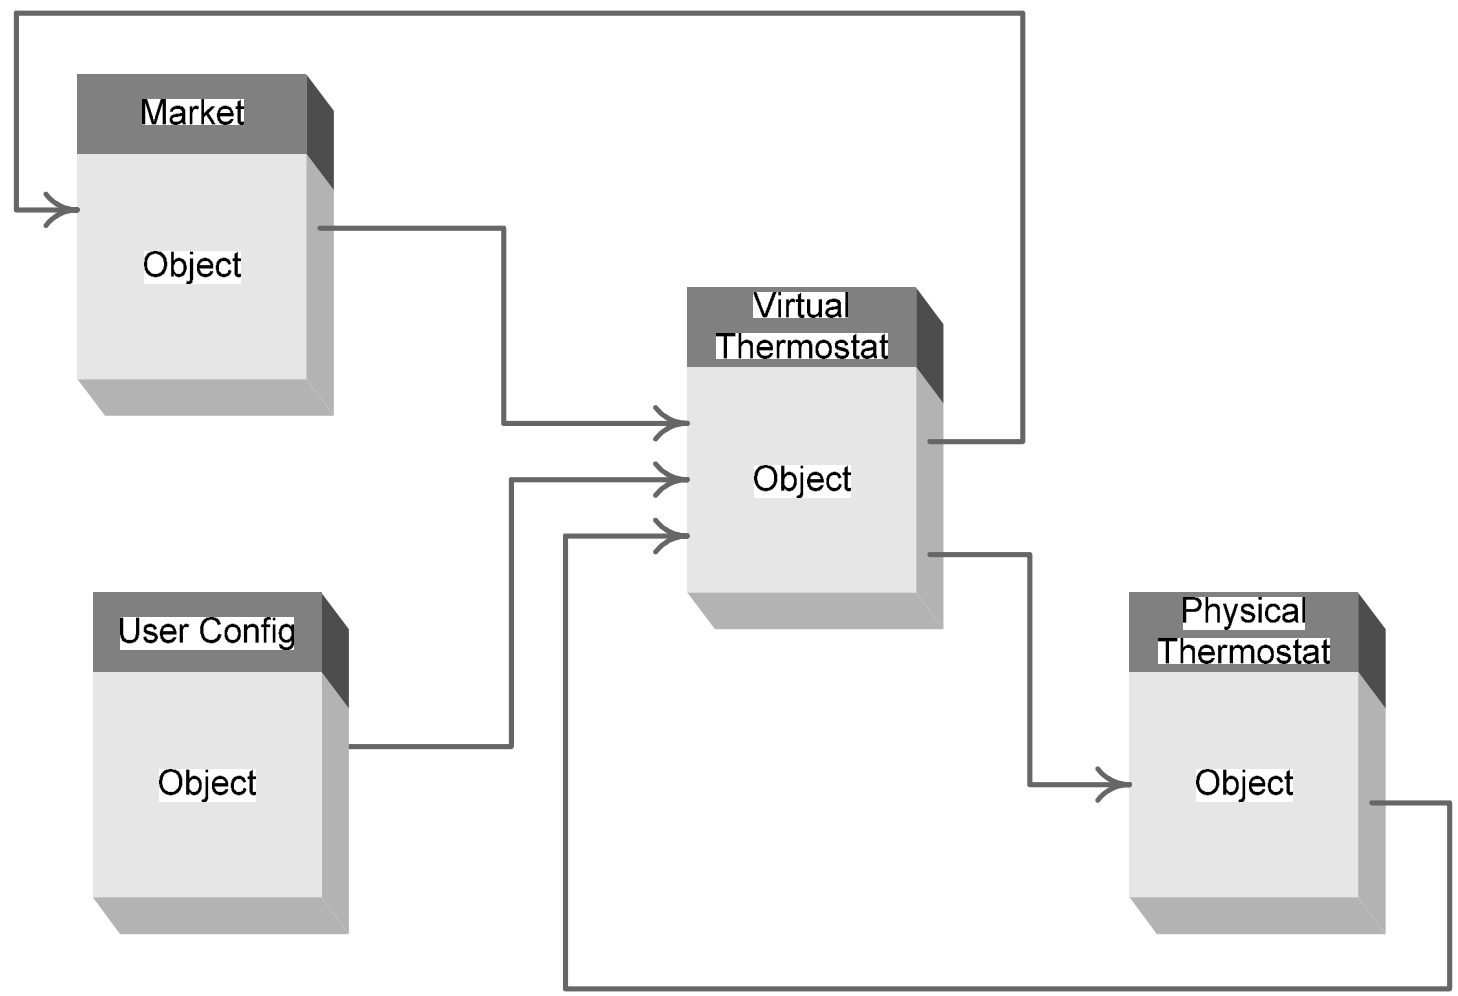 Market
Object
Virtual
Thermostat
Object
User Config
Object
Physical
Thermostat
Object